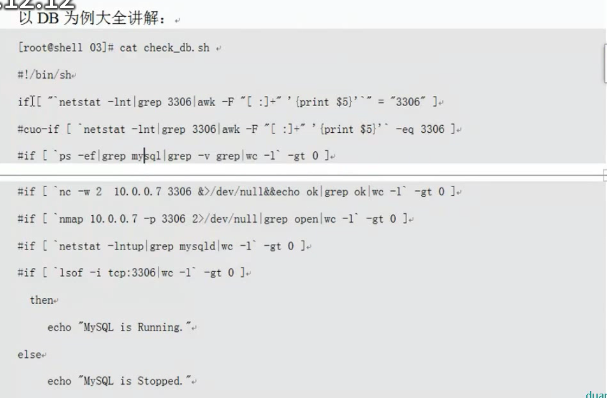 .12.12
以 DB 为例大全讲解：
[root@shell 03]# cat check_db.sh
#!/bin/sh
if [ "`netstat -lnt|grep 3306|awk -F "[ :]+" '{print $5}'`" = "3306" ]
#cuo-if [ `netstat -lnt|grep 3306|awk -F "[ :]+" '{print $5}'` -eq 3306 ]
#if [ `ps -ef|grep mysql|grep -v grep|wc -l` -gt 0 ]
#if [ `nc -w 2  10.0.0.7 3306 &>/dev/null&&echo ok|grep ok|wc -l` -gt 0 ]
#if [ `nmap 10.0.0.7 -p 3306 2>/dev/null|grep open|wc -l` -gt 0 ]
#if [ `netstat -lntup|grep mysqld|wc -l` -gt 0 ]
#if [ `lsof -i tcp:3306|wc -l` -gt 0 ]
then
echo "MySQL is Running."
else
echo "MySQL is Stopped."